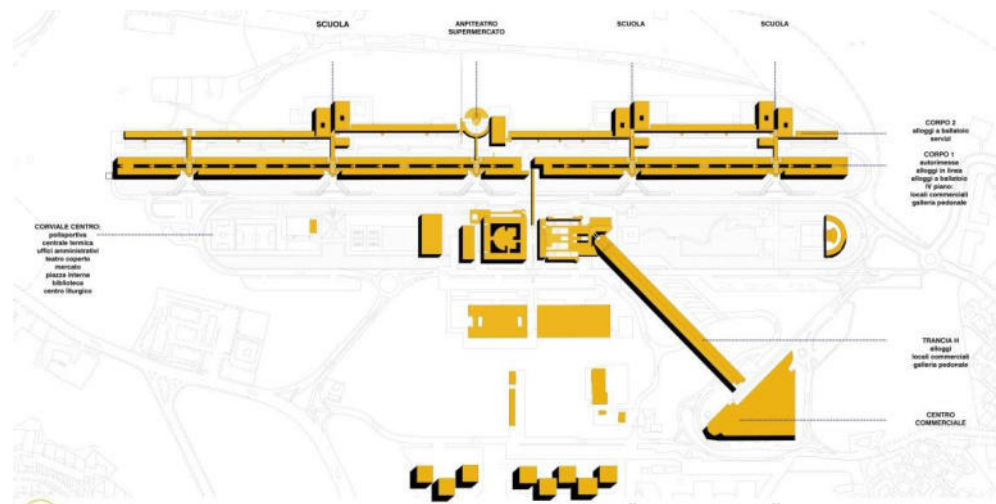 SCUOLA
ANFITEATRO
SUPERMERCATO
SCUOLA
SCUOLA
CORPO 2
alloggi a ballatoio
servizi
CORPO 1
autorimessa
alloggi in linea
alloggi a ballatoio
IV piano:
locali commerciali
galleria pedonale
CORVIALE CENTRO:
polisportiva
centrale termica
uffici amministrativi
teatro coperto
mercato
piazza interna
biblioteca
centro liturgico
TRANCIA H
alloggi
locali commerciali
galleria pedonale
CENTRO
COMMERCIALE